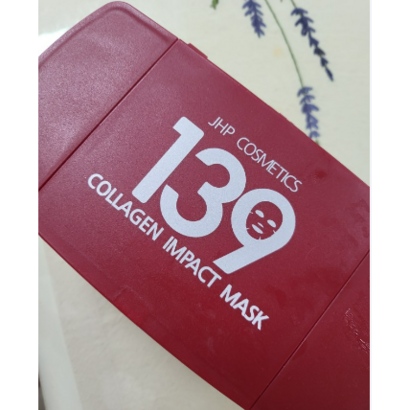 JHP COSMETICS
139
COLLAGEN IMPACT MASK